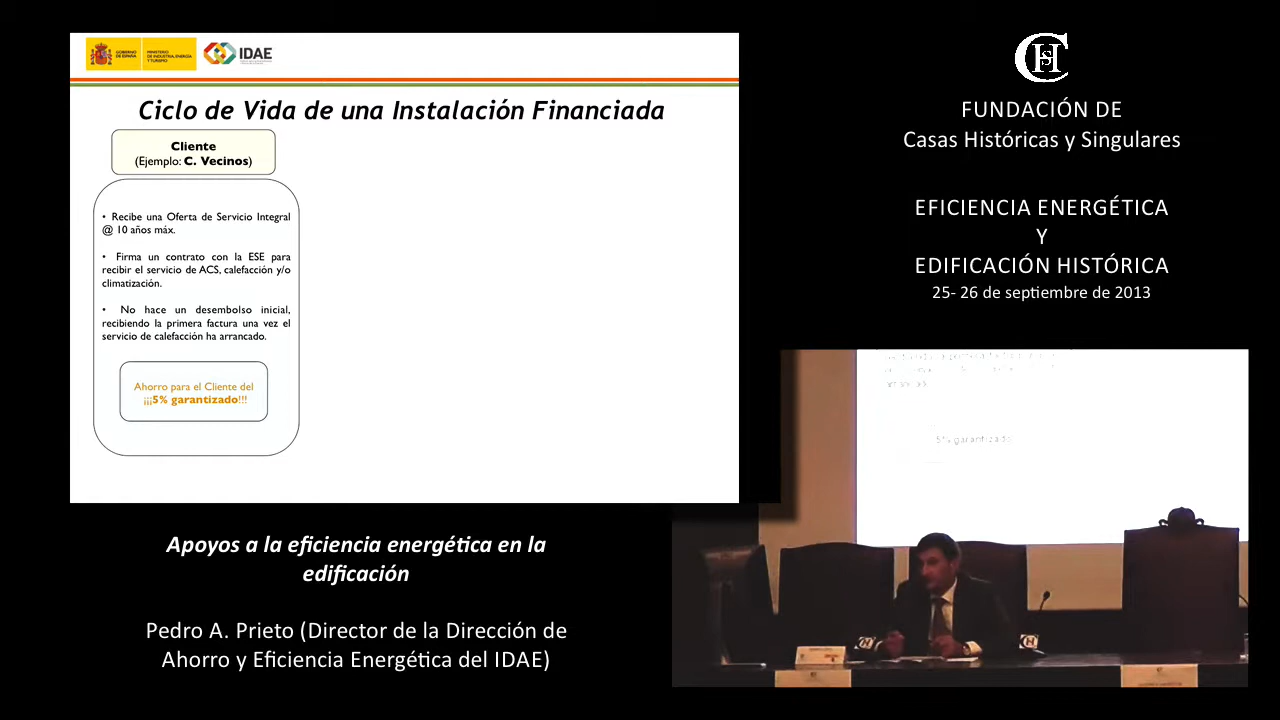 GOBIERNO
DE ESPAÑA
MINISTERIO
DE INDUSTRIA, ENERGÍA
Y TURISMO
IDAE
Ciclo de Vida de una Instalación Financiada
Cliente
(Ejemplo: C. Vecinos)
• Recibe una Oferta de Servicio Integral
@ 10 años máx.
• Firma un contrato con la ESE para
recibir el servicio de ACS, calefacción y/o
climatización.
• No hace un desembolso inicial,
recibiendo la primera factura una vez el
servicio de calefacción ha arrancado.
Ahorro para el Cliente del
¡¡¡5% garantizado!!!
Apoyos a la eficiencia energética en la
edificación
Pedro A. Prieto (Director de la Dirección de
Ahorro y Eficiencia Energética del IDAE)
CHS
FUNDACIÓN DE
Casas Históricas y Singulares
EFICIENCIA ENERGÉTICA
Y
EDIFICACIÓN HISTÓRICA
25- 26 de septiembre de 2013
5% garantizado